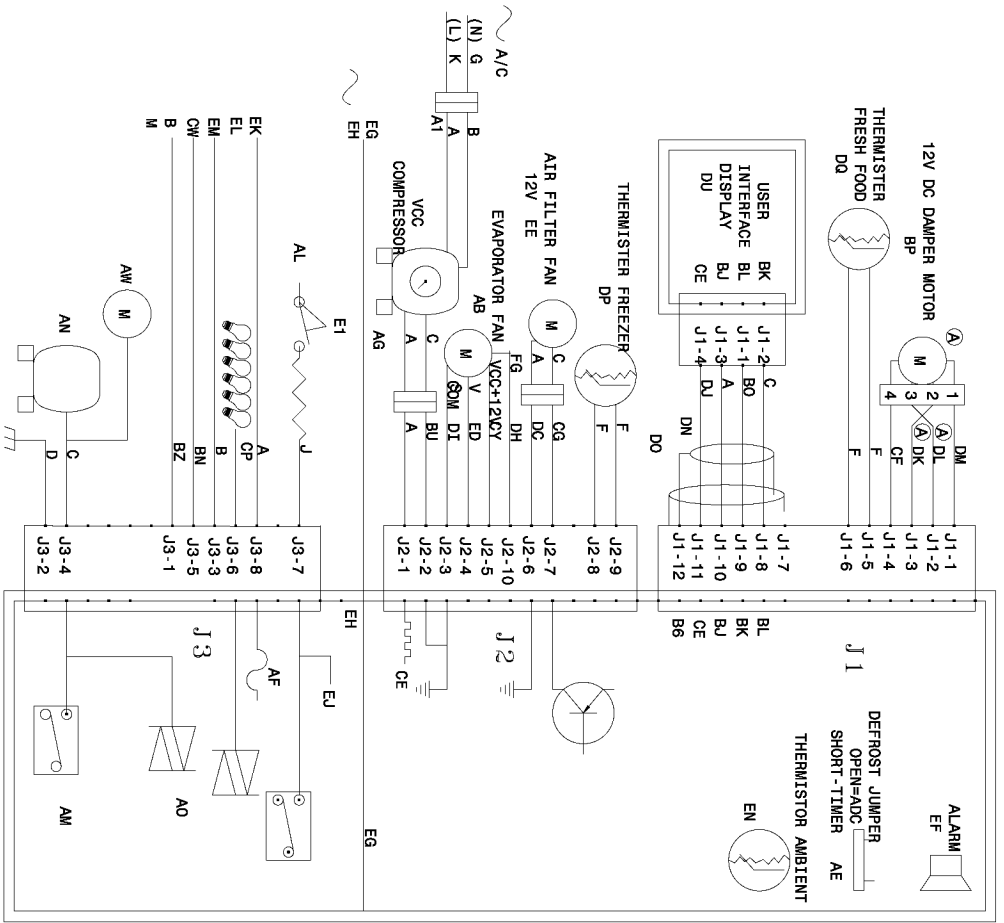 12V DC DAMPER MOTOR
BP
A
1
2
3
4
A
A
DM
DL
DK
CF
F
F
THERMISTER
FRESH FOOD
DQ
J1-1
J1-2
J1-3
J1-4
J1-5
J1-6
USER
INTERFACE
DISPLAY
DU
BK
BL
BJ
CE
J1-2
J1-1
J1-3
J1-4
C
BO
A
DJ
DN
DO
J1-7
J1-8
J1-9
J1-10
J1-11
J1-12
BL
BK
BJ
CE
B6
J1
THERMISTER FREEZER
DP
F
F
AIR FILTER FAN
12V EE
M
C
A
CG
DC
EVAPORATOR FAN
AB
M
FG
VCC+12V
V
COM
DH
CY
ED
DI
VCC
COMPRESSOR
AG
C
A
BU
A
A/C
(N) G
(L) K
B
A
A1
J2-9
J2-8
J2-7
J2-6
J2-10
J2-5
J2-4
J2-3
J2-2
J2-1
J2
CE
EG
EH
EH
EG
AL
E1
J
EK
EL
EM
CW
B
M
A
CP
B
BN
BZ
AW
M
AN
C
D
J3-7
J3-8
J3-6
J3-3
J3-5
J3-1
J3-4
J3-2
J3
EJ
AF
AO
AM
ALARM
EF
DEFROST JUMPER
OPEN=ADC
SHORT-TIMER AE
THERMISTOR AMBIENT
EN
M